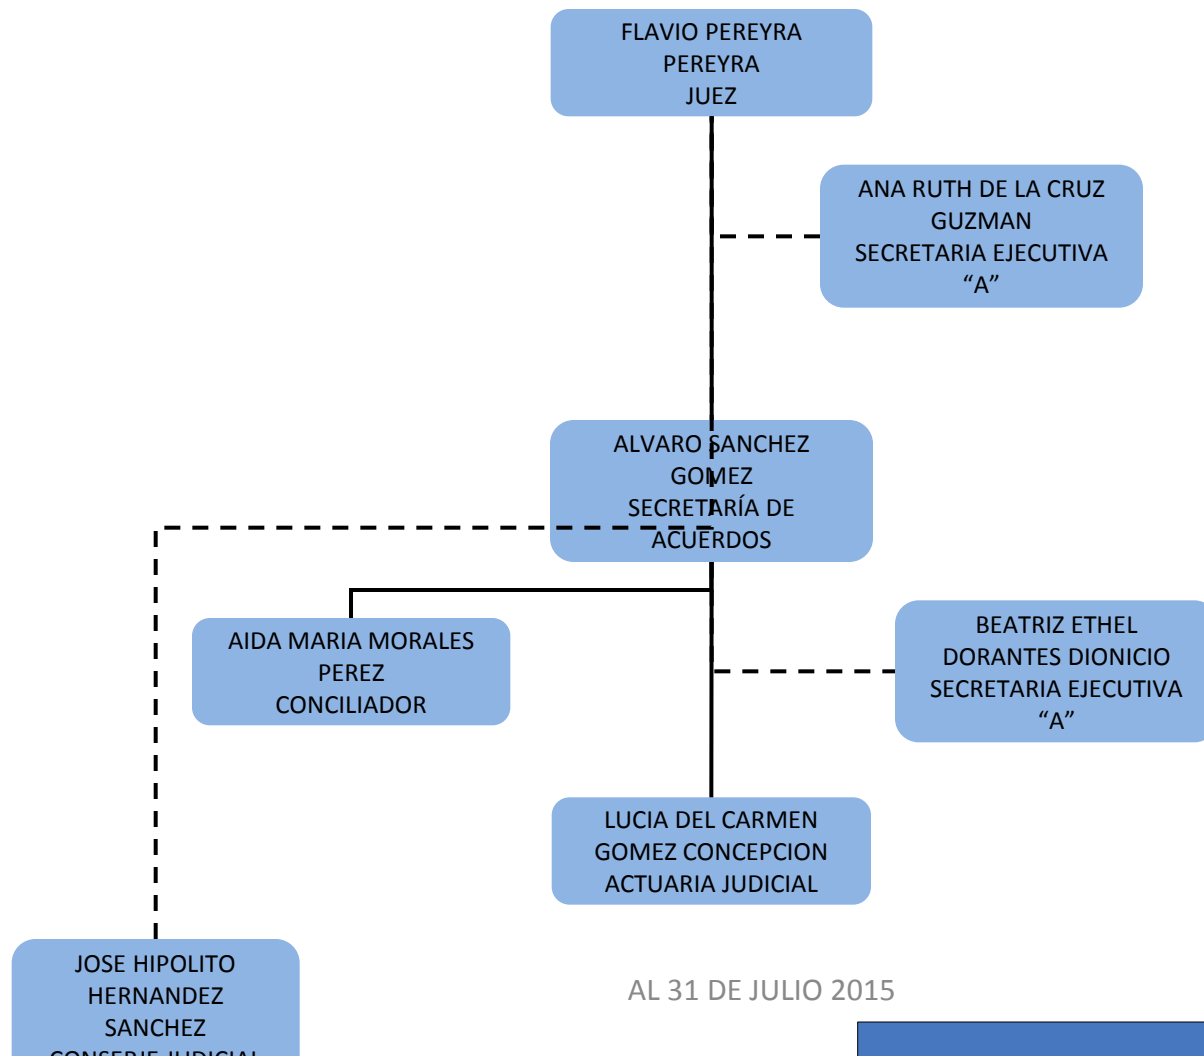 FLAVIO PEREYRA
PEREYRA
JUEZ
ANA RUTH DE LA CRUZ
GUZMAN
SECRETARIA EJECUTIVA
“A”
ALVARO SANCHEZ
GOMEZ
SECRETARÍA DE
ACUERDOS
AIDA MARIA MORALES
PEREZ
CONCILIADOR
BEATRIZ ETHEL
DORANTES DIONICIO
SECRETARIA EJECUTIVA
“A”
LUCIA DEL CARMEN
GOMEZ CONCEPCION
ACTUARIA JUDICIAL
JOSE HIPOLITO
HERNANDEZ
SANCHEZ
CONSERJE JUDICIAL
AL 31 DE JULIO 2015